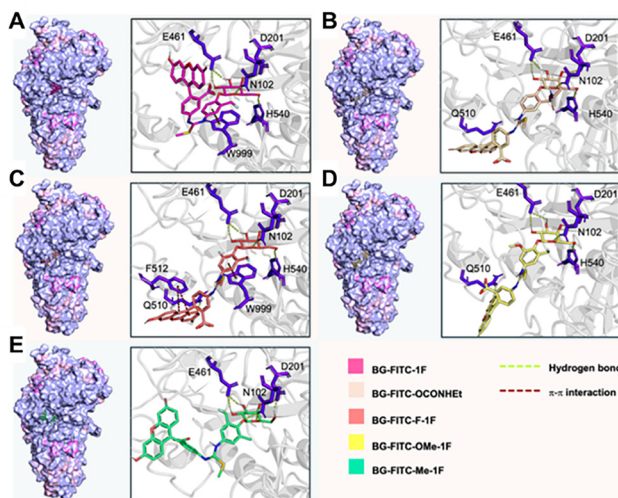 A
E461
D201
N102
H540
W999
B
E461
D201
N102
H540
Q510
C
E461
D201
N102
H540
F512
Q510
W999
D
E461
D201
N102
H540
Q510
E
E461
D201
N102
BG-FITC-1F
BG-FITC-OCONHEt
BG-FITC-F-1F
BG-FITC-OMe-1F
BG-FITC-Me-1F
Hydrogen bond
π-π interaction